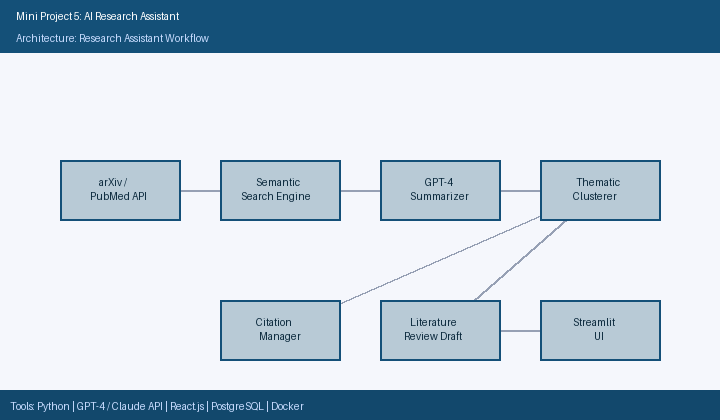 Mini Project 5: AI Research Assistant
Architecture: Research Assistant Workflow
arXiv /
PubMed API
Semantic
Search Engine
GPT-4
Summarizer
Thematic
Clusterer
Citation
Manager
Literature
Review Draft
Streamlit
UI
Tools: Python | GPT-4 / Claude API | React.js | PostgreSQL | Docker